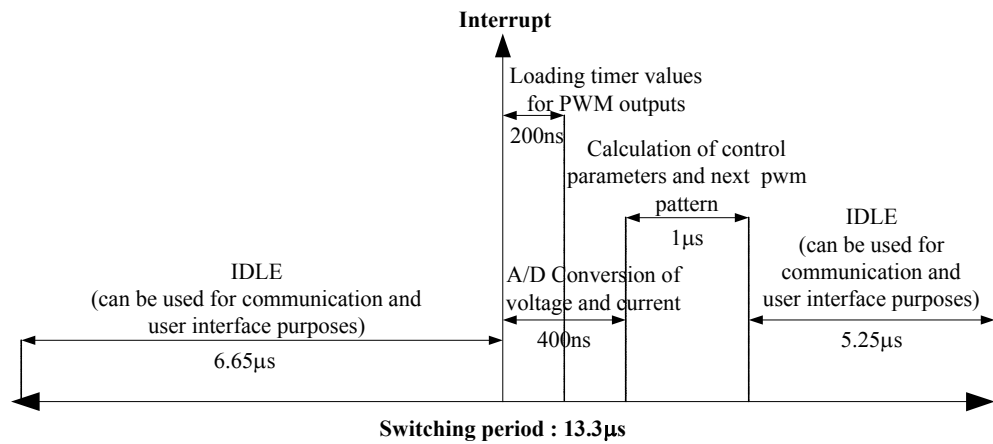 Interrupt
Loading timer values
for PWM outputs
200ns
Calculation of control
parameters and next pwm
pattern
1μs
IDLE
(can be used for
communication and
user interface purposes)
5.25μs
A/D Conversion of
voltage and current
400ns
IDLE
(can be used for communication and
user interface purposes)
6.65μs
Switching period : 13.3μs